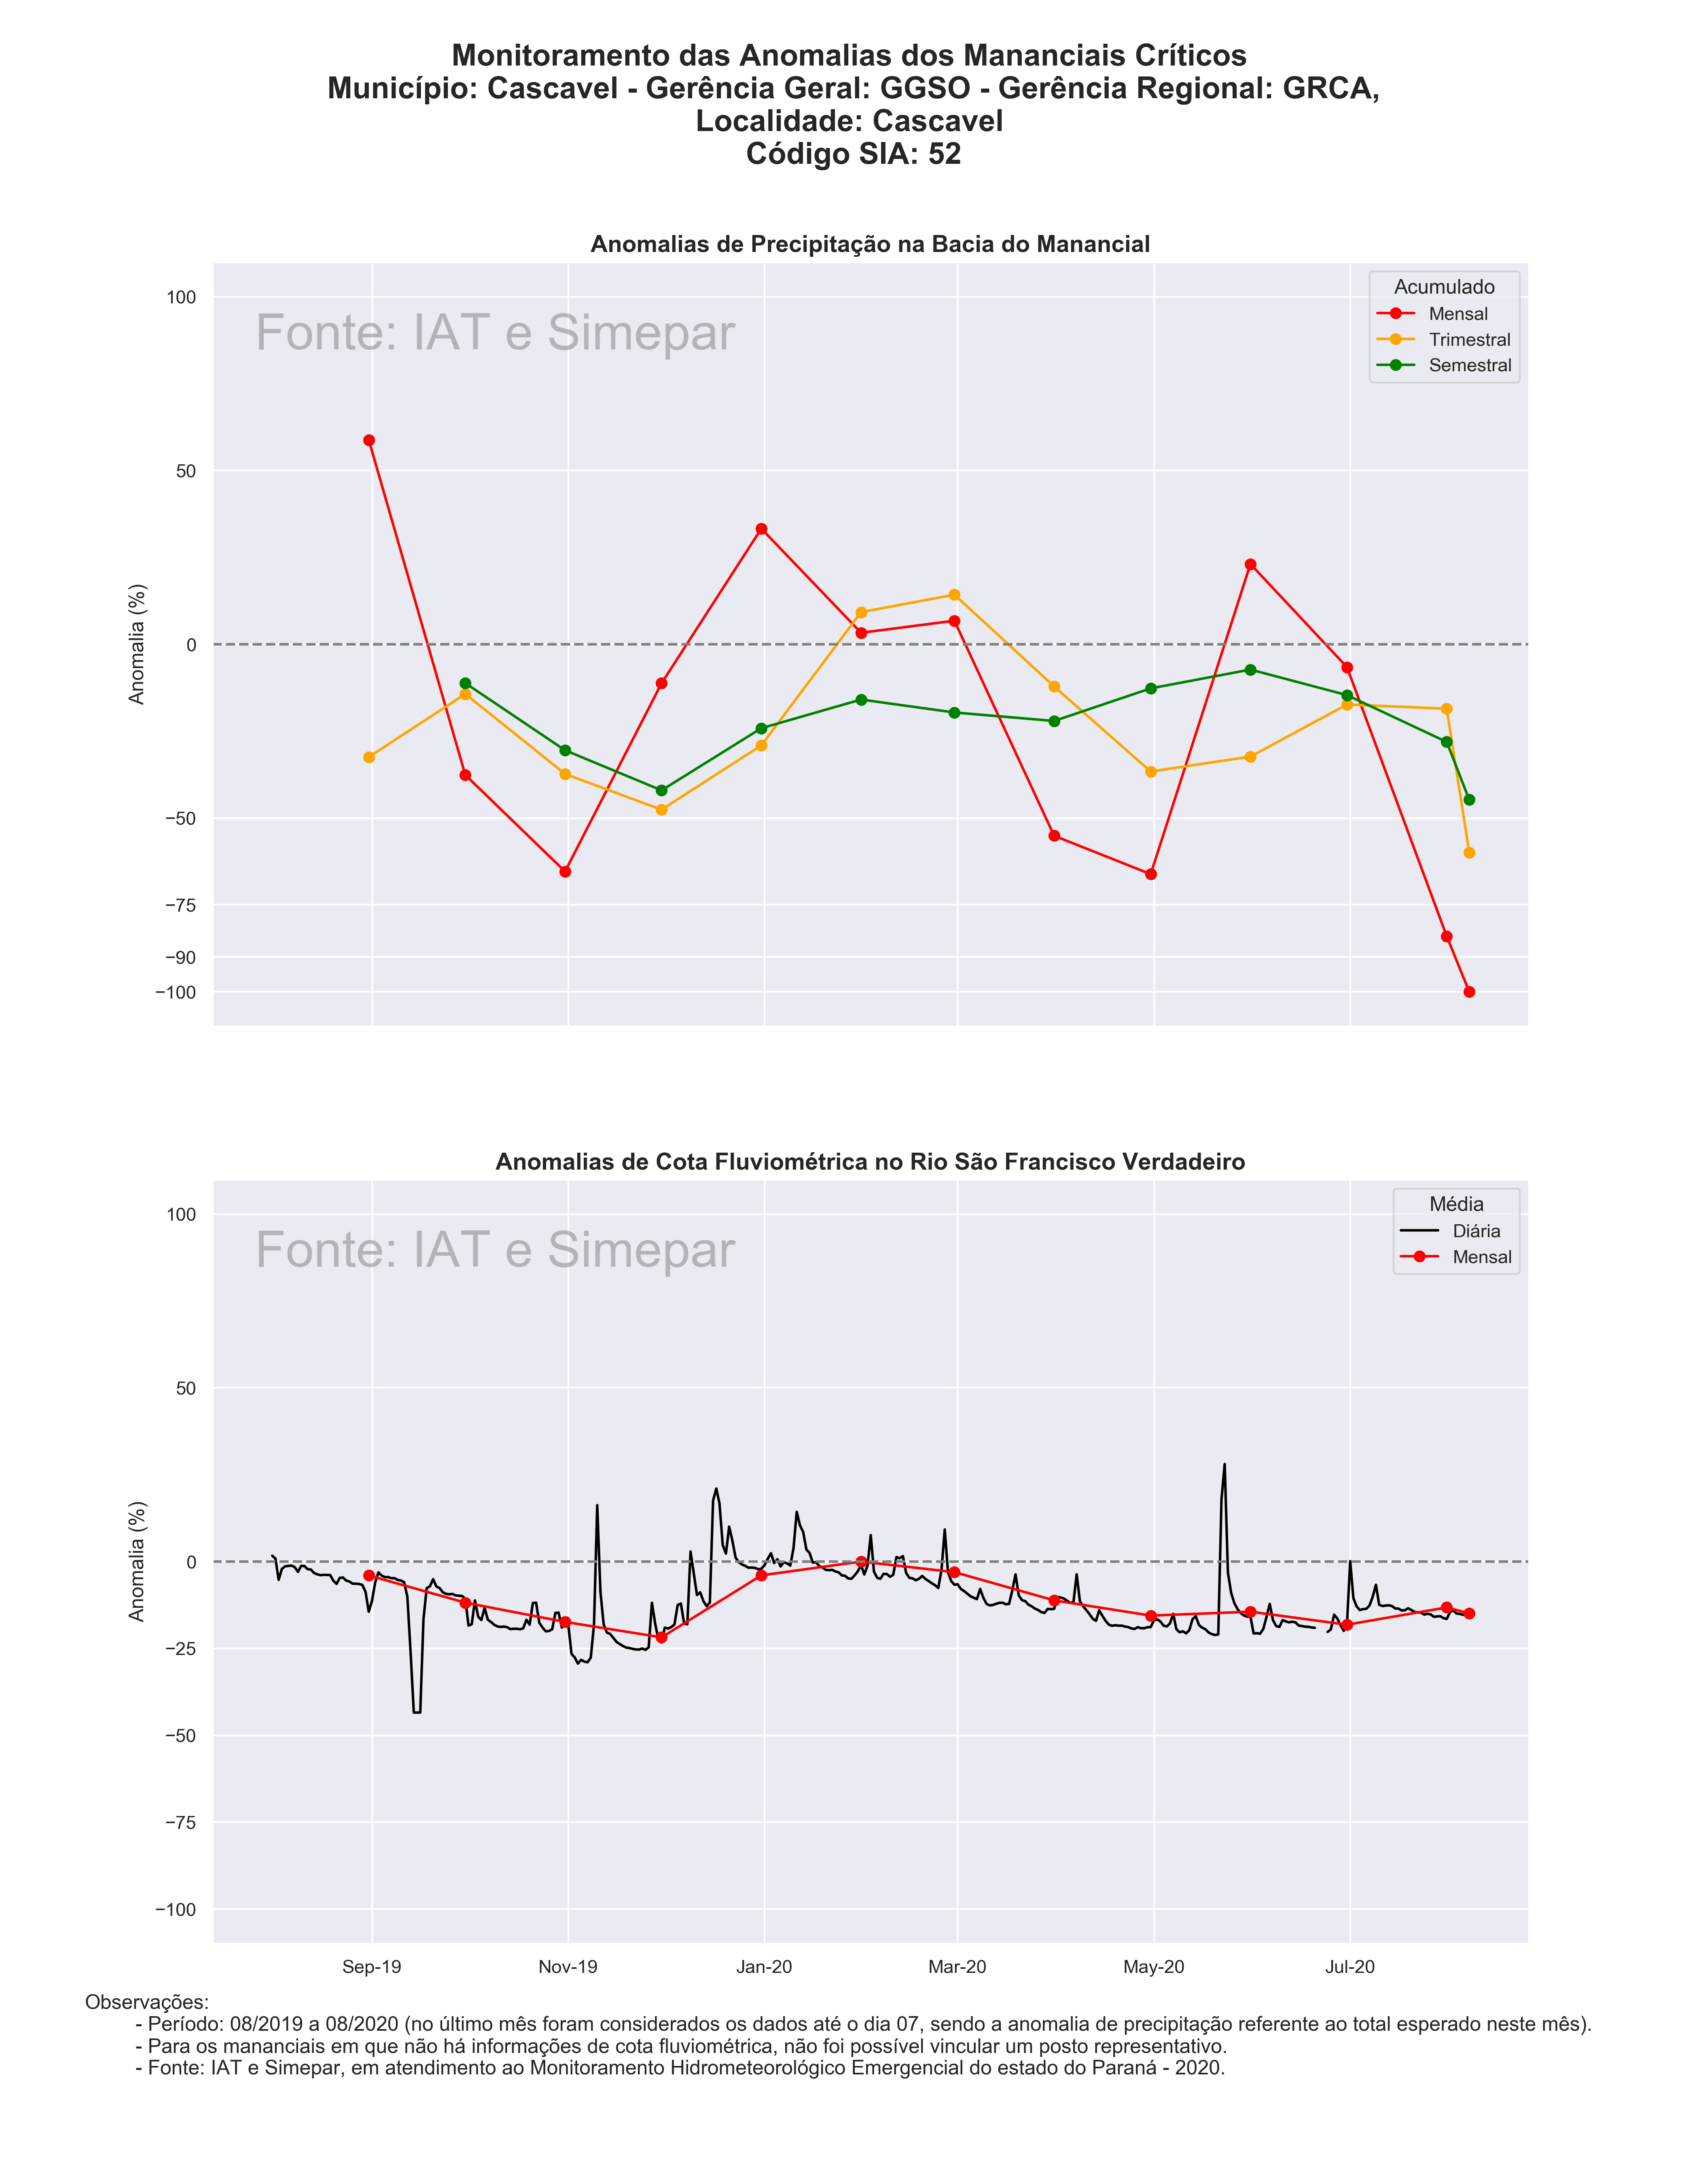 Monitoramento das Anomalias dos Mananciais Críticos
Município: Cascavel - Gerência Geral: GGSO - Gerência Regional: GRCA,
Localidade: Cascavel
Código SIA: 52
Anomalias de Precipitação na Bacia do Manancial
Fonte: IAT e Simepar
Acumulado
Mensal
Trimestral
Semestral
Anomalia (%)
100
50
0
−50
−75
−90
−100
Anomalias de Cota Fluviométrica no Rio São Francisco Verdadeiro
Fonte: IAT e Simepar
Média
Diária
Mensal
Anomalia (%)
100
50
0
−25
−50
−75
−100
Sep-19 Nov-19 Jan-20 Mar-20 May-20 Jul-20
Observações:
- Período: 08/2019 a 08/2020 (no último mês foram considerados os dados até o dia 07, sendo a anomalia de precipitação referente ao total esperado neste mês).
- Para os mananciais em que não há informações de cota fluviométrica, não foi possível vincular um posto representativo.
- Fonte: IAT e Simepar, em atendimento ao Monitoramento Hidrometeorológico Emergencial do estado do Paraná - 2020.